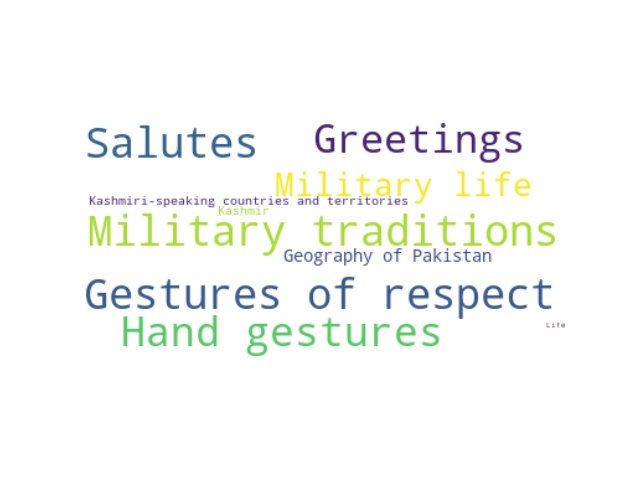 Salutes
Greetings
Military life
Kashmiri-speaking countries and territories
Kashmir
Military traditions
Geography of Pakistan
Gestures of respect
Hand gestures
Life